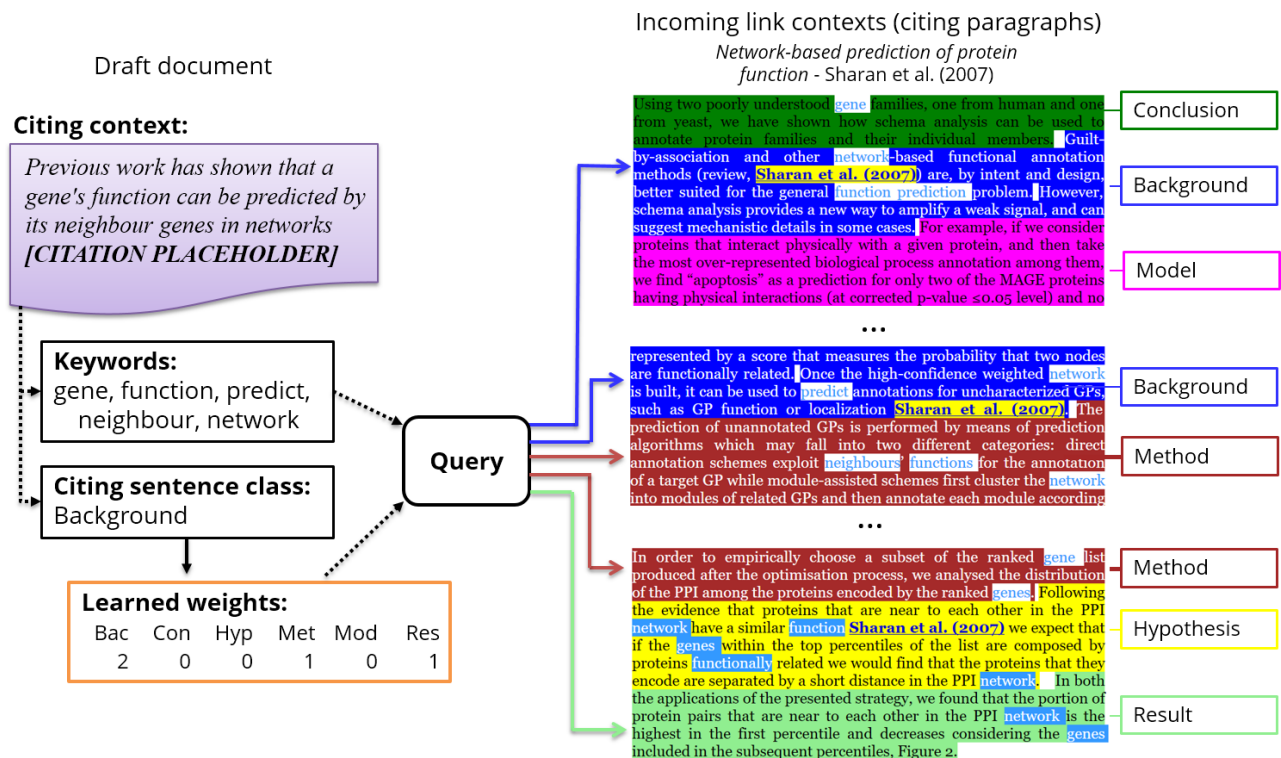 Draft document
Citing context:
Previous work has shown that a
gene's function can be predicted by
its neighbour genes in networks
[CITATION PLACEHOLDER]
Keywords:
gene, function, predict,
neighbour, network
Citing sentence class:
Background
Learned weights:
Bac Con Hyp Met Mod Res
2 0 0 1 0 1
Query
Incoming link contexts (citing paragraphs)
Network-based prediction of protein
function - Sharan et al. (2007)
Using two poorly understood gene families, one from human and one
from yeast, we have shown how schema analysis can be used to
annotate protein families and their individual members. Guilt-
by-association and other network-based functional annotation
methods (review, Sharan et al. (2007)) are, by intent and design,
better suited for the general function prediction problem. However,
schema analysis provides a new way to amplify a weak signal, and can
suggest mechanistic details in some cases. For example, if we consider
proteins that interact physically with a given protein, and then take
the most over-represented biological process annotation among them,
we find “apoptosis” as a prediction for only two of the MAGE proteins
having physical interactions (at corrected p-value ≤0.05 level) and no
Conclusion
Background
Model
...
represented by a score that measures the probability that two nodes
are functionally related. Once the high-confidence weighted network
is built, it can be used to predict annotations for uncharacterized GPs,
such as GP function or localization Sharan et al. (2007). The
prediction of unannotated GPs is performed by means of prediction
algorithms which may fall into two different categories: direct
annotation schemes exploit neighbours' functions for the annotation
of a target GP while module-assisted schemes first cluster the network
into modules of related GPs and then annotate each module according
Background
Method
...
In order to empirically choose a subset of the ranked gene list
produced after the optimisation process, we analysed the distribution
of the PPI among the proteins encoded by the ranked genes. Following
the evidence that proteins that are near to each other in the PPI
network have a similar function Sharan et al. (2007) we expect that
if the genes within the top percentiles of the list are composed by
proteins functionally related we would find that the proteins that they
encode are separated by a short distance in the PPI network. In both
the applications of the presented strategy, we found that the portion of
protein pairs that are near to each other in the PPI network is the
highest in the first percentile and decreases considering the genes
included in the subsequent percentiles, Figure 2.
Method
Hypothesis
Result